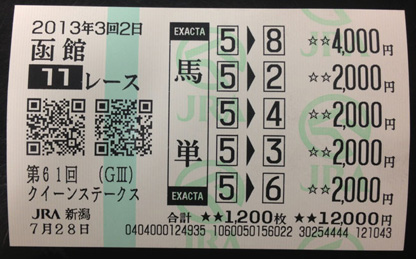 2013年3回2日
函館
11レース
第61回 (GⅢ)
クイーンステークス
JRA 新潟
7月28日
EXACTA
馬単
EXACTA
5▶8 ☆☆4,000円
5▶2 ☆☆2,000円
5▶4 ☆☆2,000円
5▶3 ☆☆2,000円
5▶6 ☆☆2,000円
合計 ★★1,200枚 ★★12,000円
0404000124935 1060050156022 30254444 121043
JRA
JRA